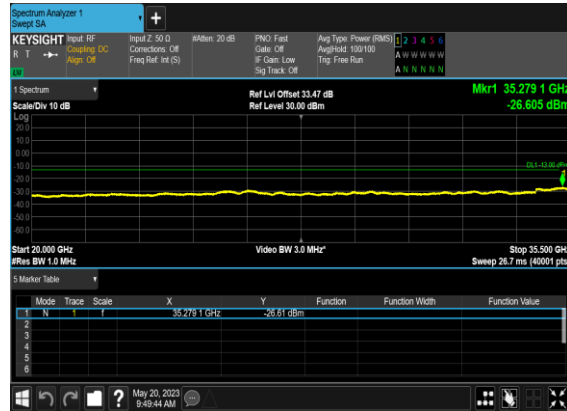 Spectrum Analyzer 1
Swept SA
+
KEYSIGHT Input: RF Input Z: 50 Ω #Atten: 20 dB PNO: Fast Avg Type: Power (RMS) 1 2 3 4 5 6
R T Coupling: DC Corrections: Off Gate: Off Avg|Hold: 100/100 A W W W W W
Align: Off Freq Ref: Int (S) IF Gain: Low Trig: Free Run
LW Sig Track: Off A N N N N N
1 Spectrum Ref Lvl Offset 33.47 dB Mkr1 35.279 1 GHz
Scale/Div 10 dB Ref Level 30.00 dBm -26.605 dBm
Log
20.0
10.0
0.00
-10.0
DL1 -13.00 dBm
-20.0
-30.0
-40.0
-50.0
-60.0
Start 20.000 GHz Video BW 3.0 MHz* Stop 35.500 GHz
#Res BW 1.0 MHz Sweep 26.7 ms (40001 pts
5 Marker Table
Mode Trace Scale X Y Function Function Width Function Value
1 N 1 f 35.279 1 GHz -26.61 dBm
2
3
4
5
6
? May 20, 2023
9:49:44 AM